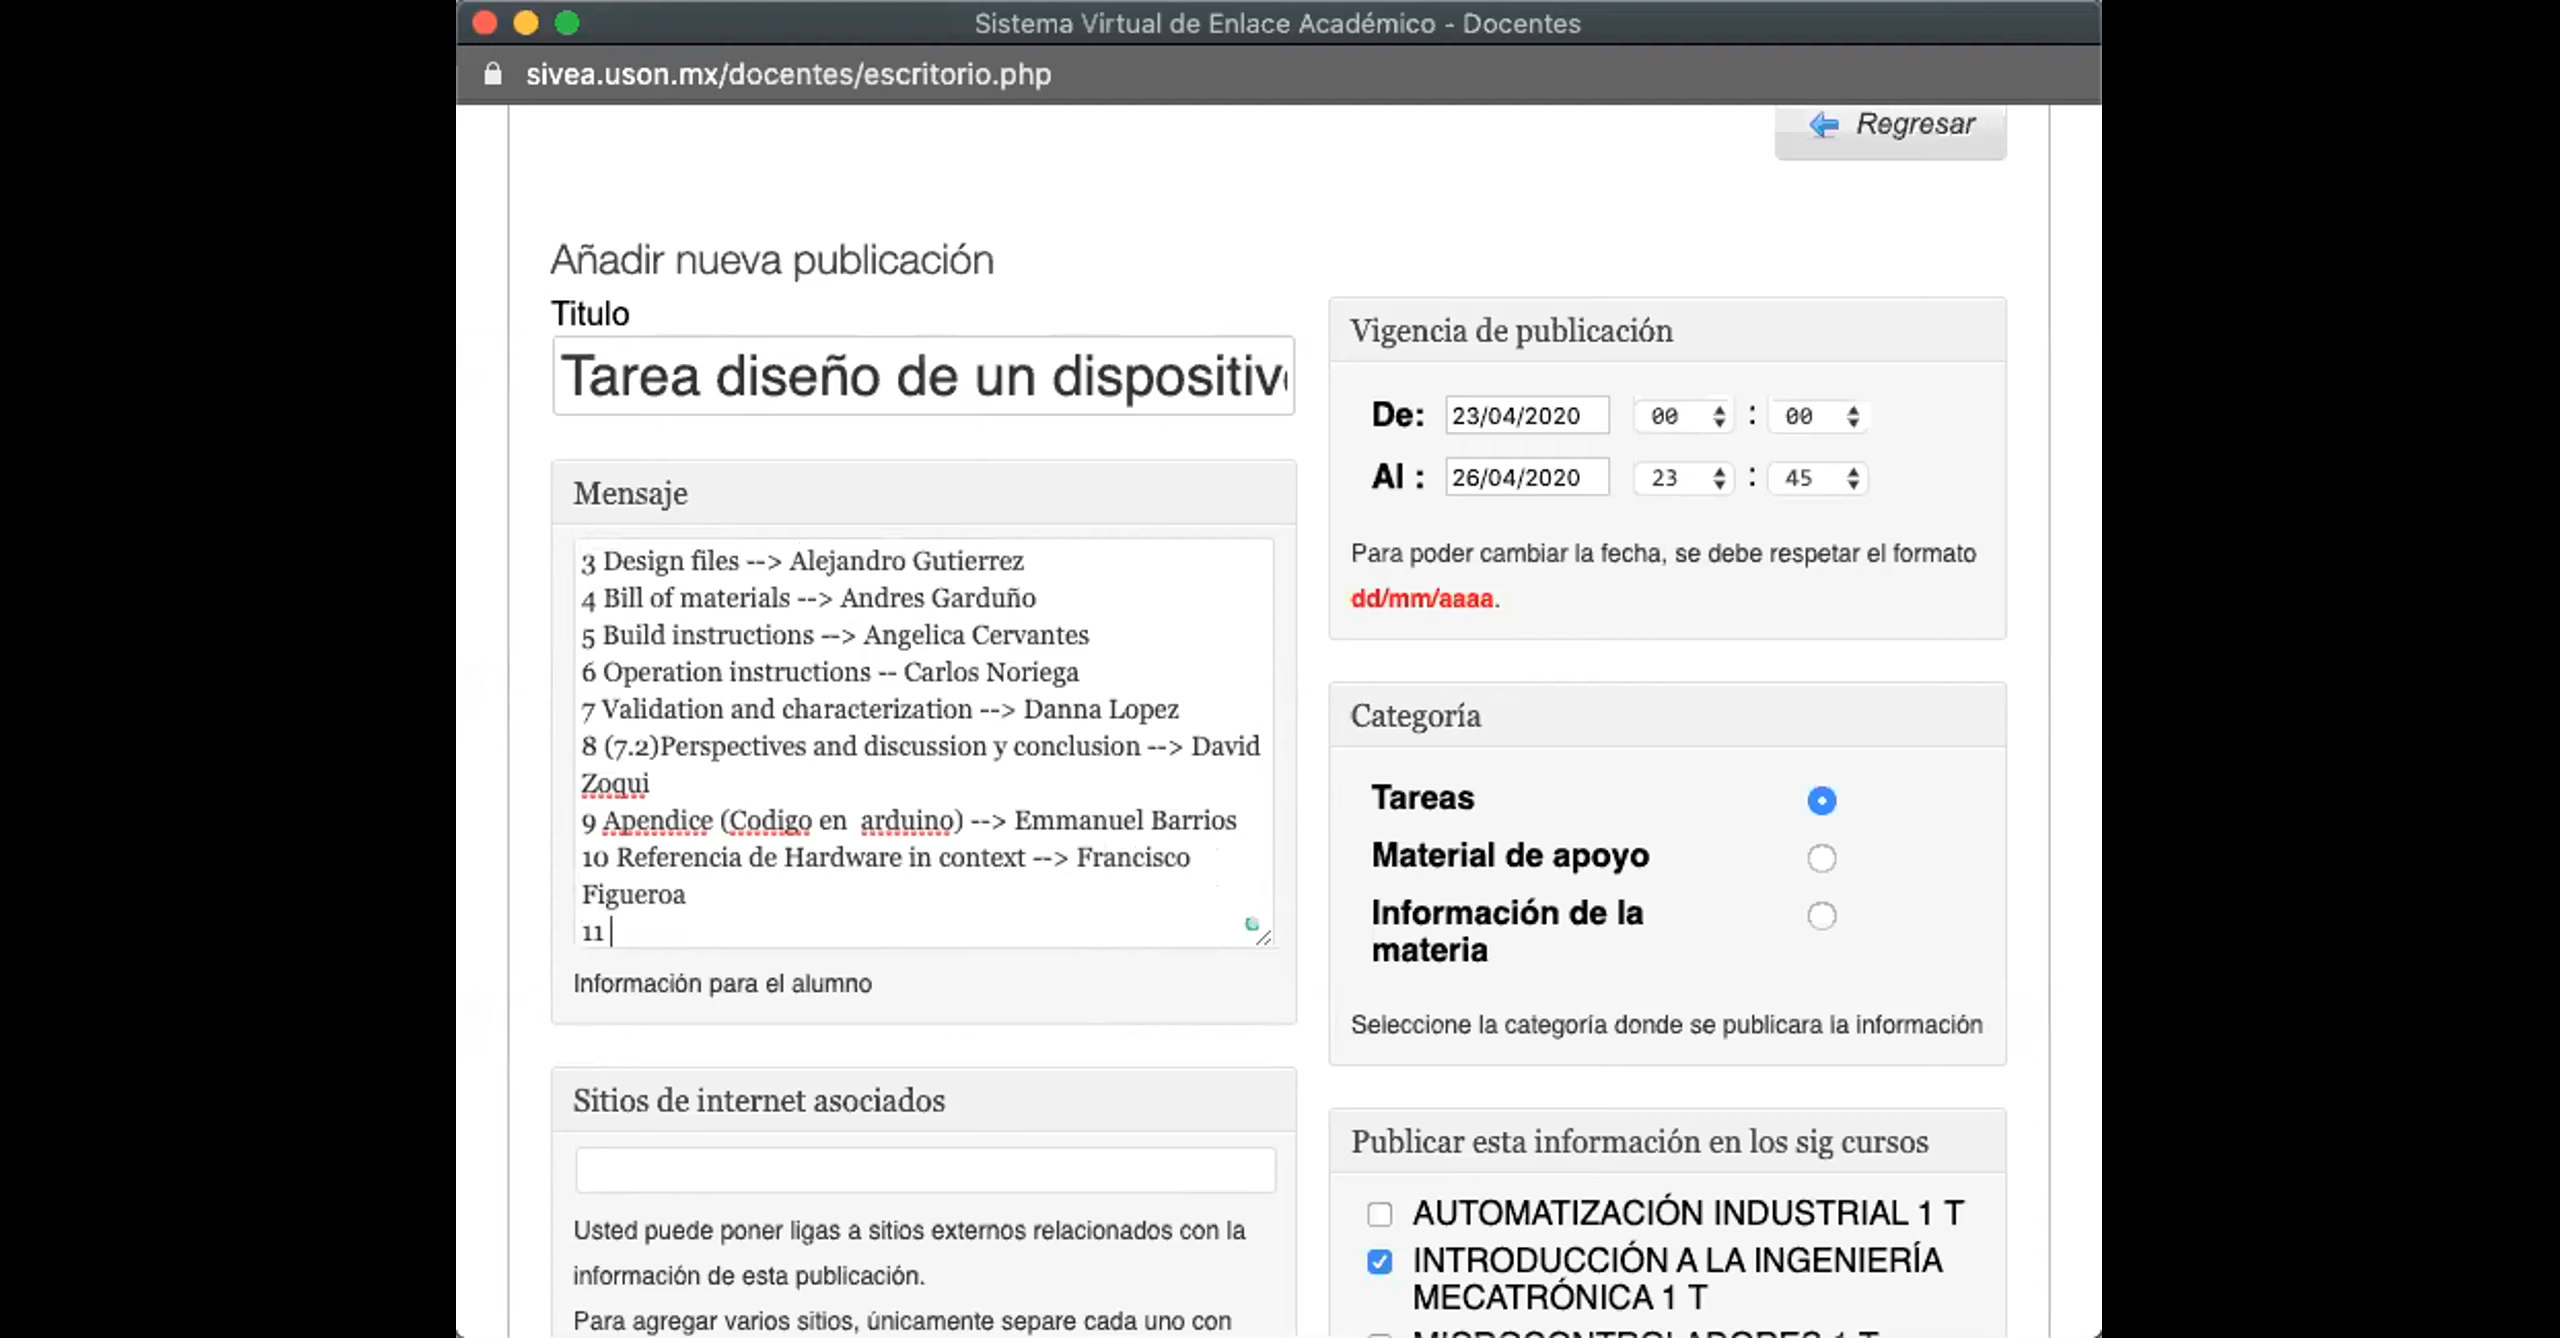 Sistema Virtual de Enlace Académico - Docentes
sivea.uson.mx/docentes/escritorio.php
Regresar
Añadir nueva publicación
Titulo
Tarea diseño de un dispositivo
Mensaje
3 Design files --> Alejandro Gutierrez
4 Bill of materials --> Andres Garduño
5 Build instructions --> Angelica Cervantes
6 Operation instructions -- Carlos Noriega
7 Validation and characterization --> Danna Lopez
8 (7.2)Perspectives and discussion y conclusion --> David
Zoqui
9 Apendice (Codigo en  arduino) --> Emmanuel Barrios
10 Referencia de Hardware in context --> Francisco
Figueroa
11
Información para el alumno
Sitios de internet asociados
Usted puede poner ligas a sitios externos relacionados con la
información de esta publicación.
Para agregar varios sitios, únicamente separe cada uno con
Vigencia de publicación
De: 23/04/2020 00 : 00
Al : 26/04/2020 23 : 45
Para poder cambiar la fecha, se debe respetar el formato
dd/mm/aaaa.
Categoría
Tareas
Material de apoyo
Información de la
materia
Seleccione la categoría donde se publicara la información
Publicar esta información en los sig cursos
AUTOMATIZACIÓN INDUSTRIAL 1 T
INTRODUCCIÓN A LA INGENIERÍA
MECATRÓNICA 1 T
MICROCONTROLADORES 1 T